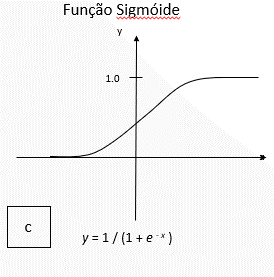 Função Sigmóide
y
1.0
C
y = 1 / (1 + e - x )